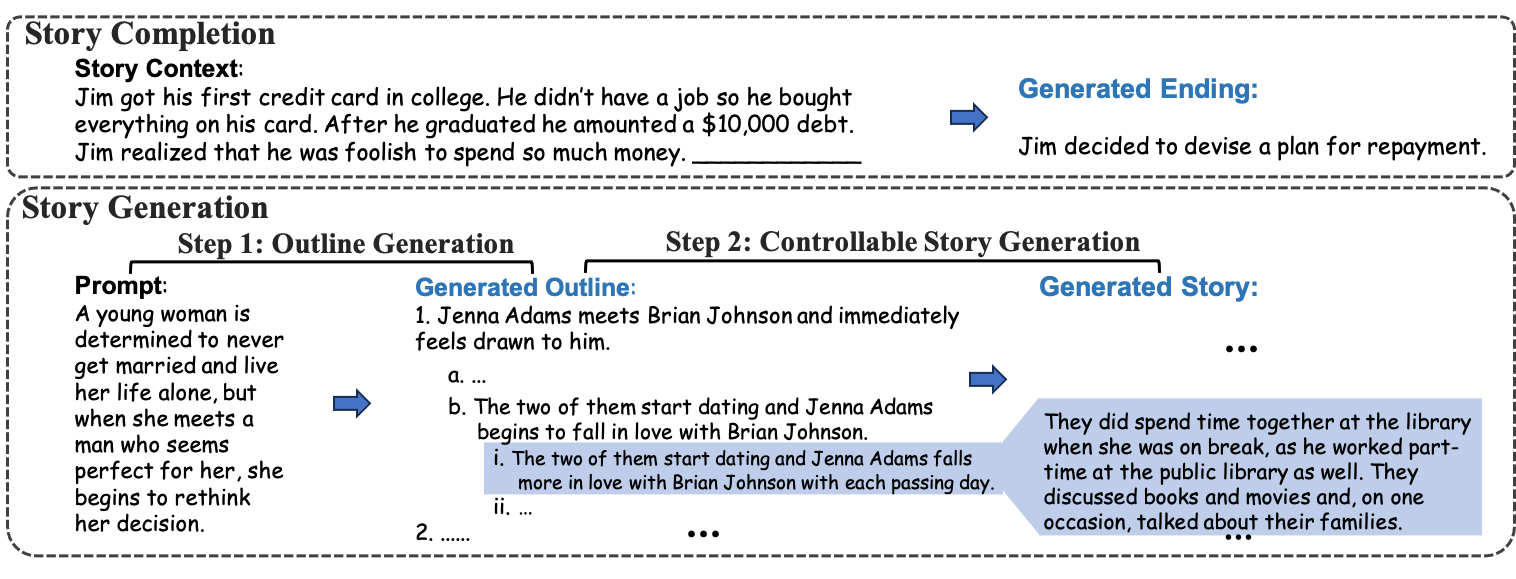 Story Completion
Story Context:
Jim got his first credit card in college. He didn't have a job so he bought
everything on his card. After he graduated he amounted a $10,000 debt.
Jim realized that he was foolish to spend so much money. ____________
Generated Ending:
Jim decided to devise a plan for repayment.
Story Generation
Step 1: Outline Generation
Step 2: Controllable Story Generation
Prompt:
A young woman is
determined to never
get married and live
her life alone, but
when she meets a
man who seems
perfect for her, she
begins to rethink
her decision.
Generated Outline:
1. Jenna Adams meets Brian Johnson and immediately
feels drawn to him.
a. ...
b. The two of them start dating and Jenna Adams
begins to fall in love with Brian Johnson.
i. The two of them start dating and Jenna Adams falls
more in love with Brian Johnson with each passing day.
ii. ...
2. ......
...
Generated Story:
...
They did spend time together at the library
when she was on break, as he worked part-
time at the public library as well. They
discussed books and movies and, on one
occasion, talked about their families.
...